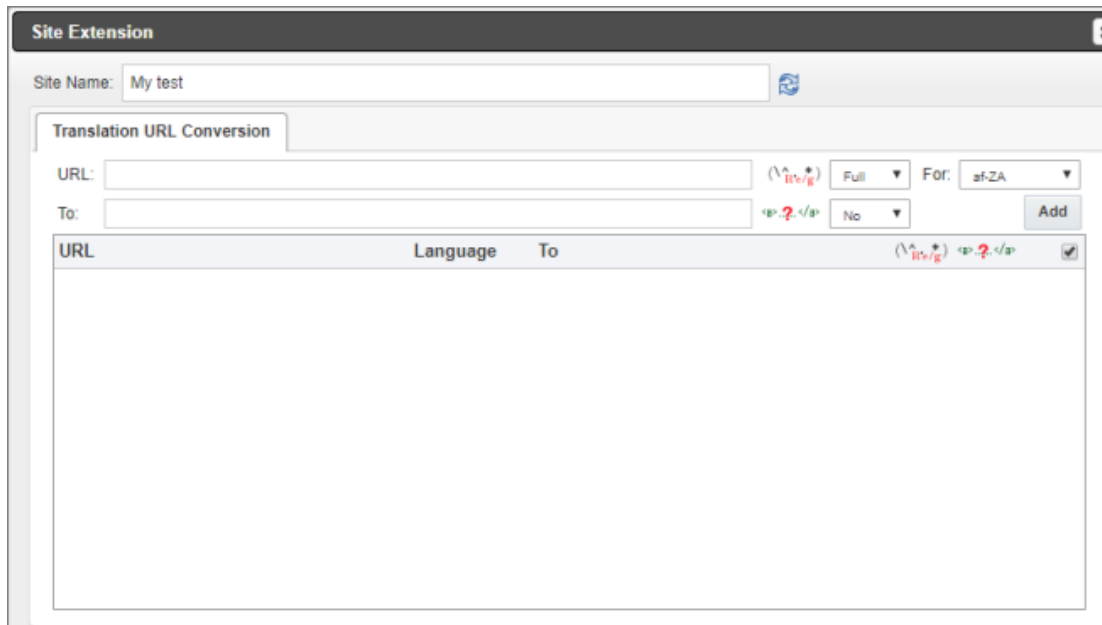 Site Extension
Site Name: My test
Translation URL Conversion
URL: Full For: af-ZA
To: No Add
URL Language To